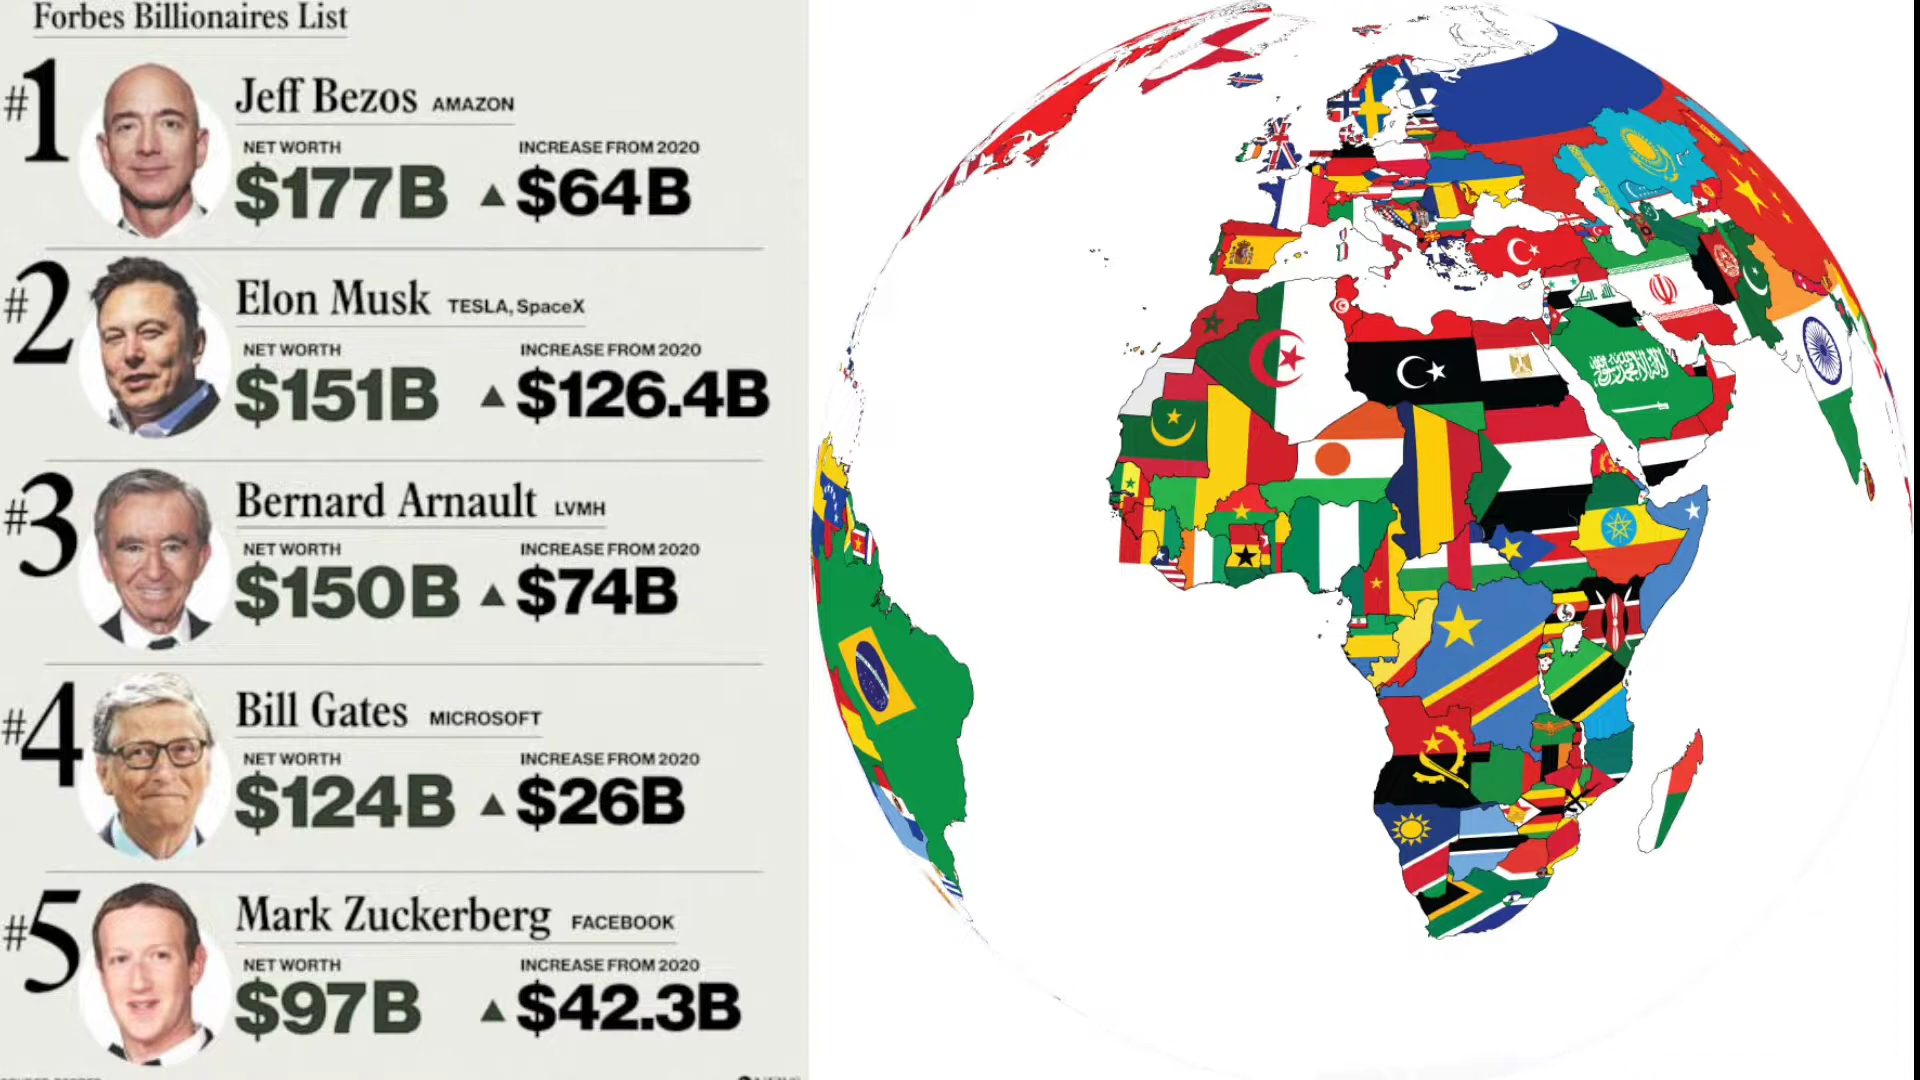 Forbes Billionaires List
#1
Jeff Bezos AMAZON
NET WORTH INCREASE FROM 2020
$177B ▲ $64B
#2
Elon Musk TESLA, SpaceX
NET WORTH INCREASE FROM 2020
$151B ▲ $126.4B
#3
Bernard Arnault LVMH
NET WORTH INCREASE FROM 2020
$150B ▲ $74B
#4
Bill Gates MICROSOFT
NET WORTH INCREASE FROM 2020
$124B ▲ $26B
#5
Mark Zuckerberg FACEBOOK
NET WORTH INCREASE FROM 2020
$97B ▲ $42.3B